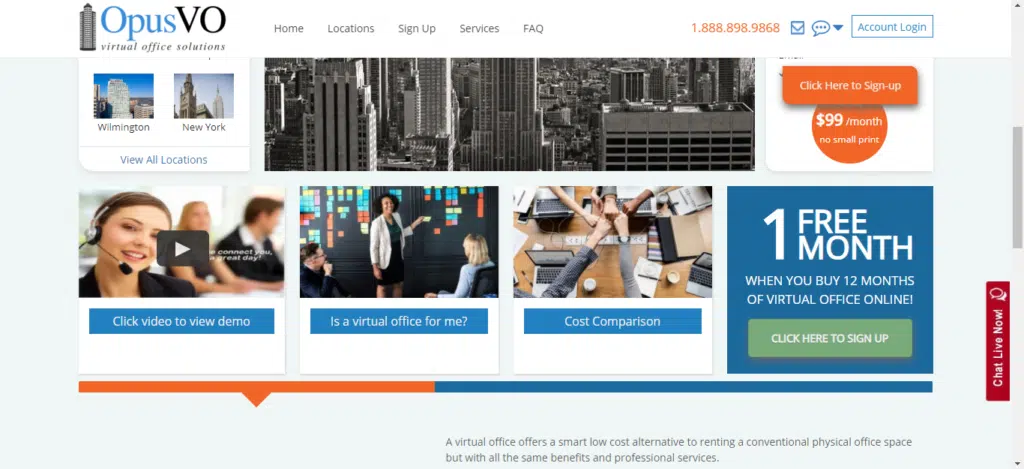 OpusVO
virtual office solutions
Home
Locations
Sign Up
Services
FAQ
1.888.898.9868
Account Login
Wilmington
New York
View All Locations
Click Here to Sign-up
$99 /month
no small print
connect you,
a great day!
Click video to view demo
Is a virtual office for me?
Cost Comparison
1 FREE
MONTH
WHEN YOU BUY 12 MONTHS
OF VIRTUAL OFFICE ONLINE!
CLICK HERE TO SIGN UP
Chat Live Now!
A virtual office offers a smart low cost alternative to renting a conventional physical office space
but with all the same benefits and professional services.